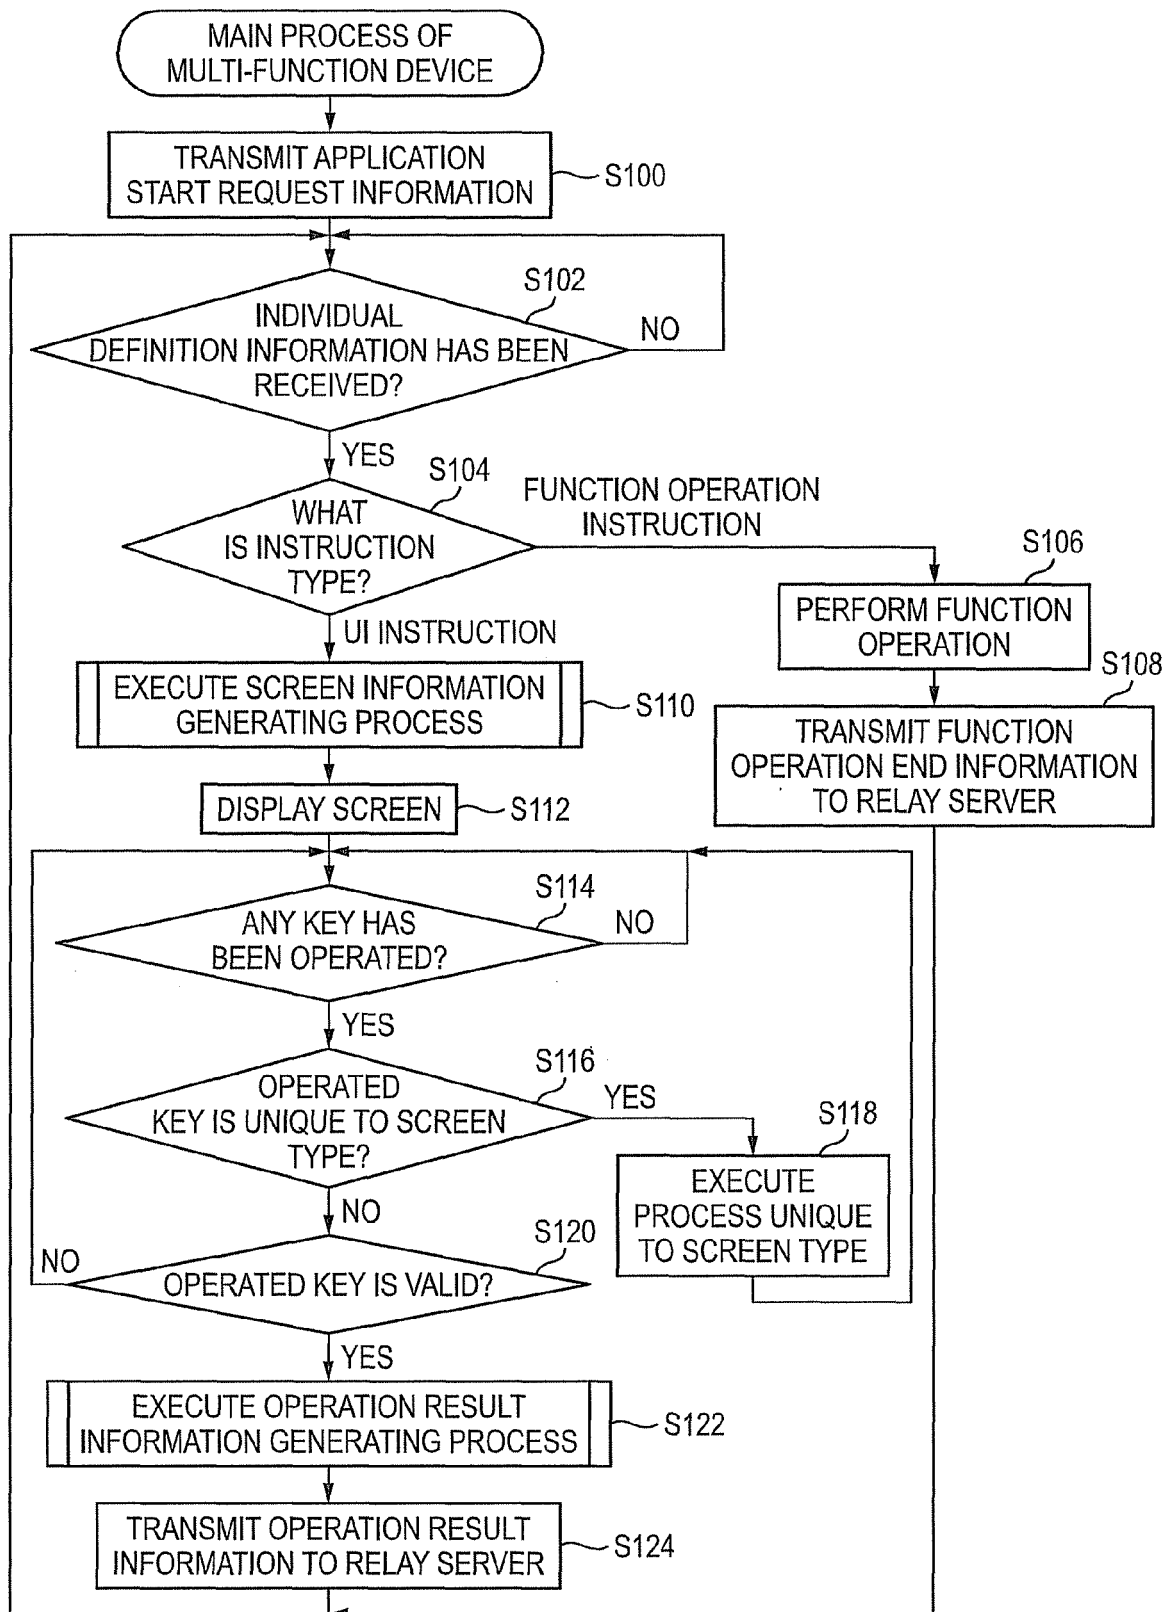 MAIN PROCESS OF
MULTI-FUNCTION DEVICE
TRANSMIT APPLICATION
START REQUEST INFORMATION
S100
S102
INDIVIDUAL
DEFINITION INFORMATION HAS BEEN
RECEIVED?
NO
YES
S104
WHAT
IS INSTRUCTION
TYPE?
FUNCTION OPERATION
INSTRUCTION
S106
PERFORM FUNCTION
OPERATION
UI INSTRUCTION
EXECUTE SCREEN INFORMATION
GENERATING PROCESS
S110
S108
TRANSMIT FUNCTION
OPERATION END INFORMATION
TO RELAY SERVER
DISPLAY SCREEN
S112
S114
ANY KEY HAS
BEEN OPERATED?
NO
YES
S116
OPERATED
KEY IS UNIQUE TO SCREEN
TYPE?
YES
S118
EXECUTE
PROCESS UNIQUE
TO SCREEN TYPE
NO
S120
NO
OPERATED KEY IS VALID?
YES
EXECUTE OPERATION RESULT
INFORMATION GENERATING PROCESS
S122
TRANSMIT OPERATION RESULT
INFORMATION TO RELAY SERVER
S124